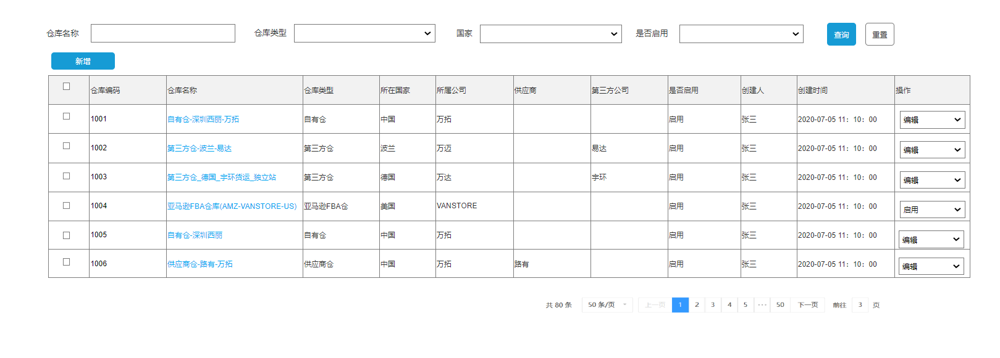 仓库名称 仓库类型 国家 是否启用 查询 重置
新增
仓库编码 仓库名称 仓库类型 所在国家 所属公司 供应商 第三方公司 是否启用 创建人 创建时间 操作
1001 自有仓-深圳西丽-万拓 自有仓 中国 万拓 启用 张三 2020-07-05 11：10：00 编辑
1002 第三方仓-波兰-易达 第三方仓 波兰 万迈 易达 启用 张三 2020-07-05 11：10：00 编辑
1003 第三方仓_德国_宇环货运_独立站 第三方仓 德国 万达 宇环 启用 张三 2020-07-05 11：10：00 编辑
1004 亚马逊FBA仓库(AMZ-VANSTORE-US) 亚马逊FBA仓 美国 VANSTORE 启用 张三 2020-07-05 11：10：00 启用
1005 自有仓-深圳西丽 自有仓 中国 万拓 启用 张三 2020-07-05 11：10：00 编辑
1006 供应商仓-路有-万拓 供应商仓 中国 万拓 路有 启用 张三 2020-07-05 11：10：00 编辑
共 80 条 50 条/页 上一页 1 2 3 4 5 ··· 50 下一页 前往 3 页